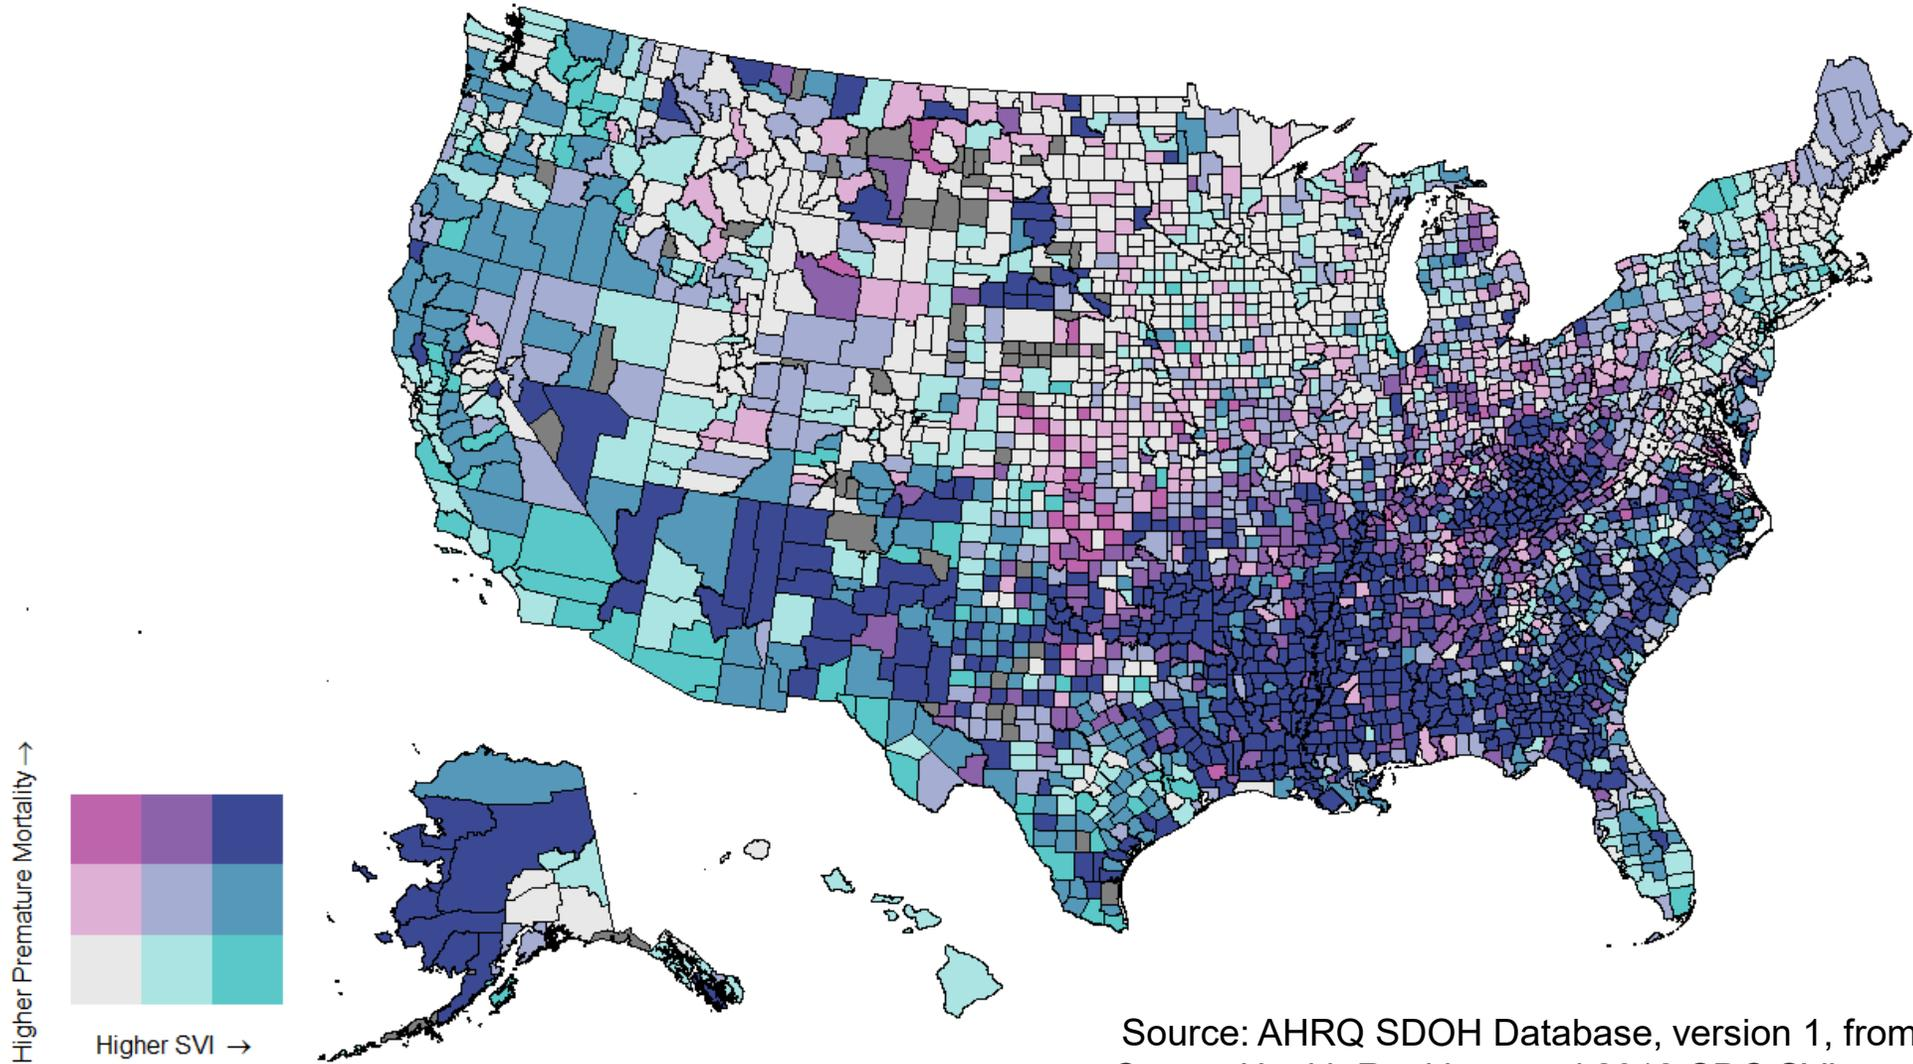 Higher Premature Mortality →
Higher SVI →
Source: AHRQ SDOH Database, version 1, from